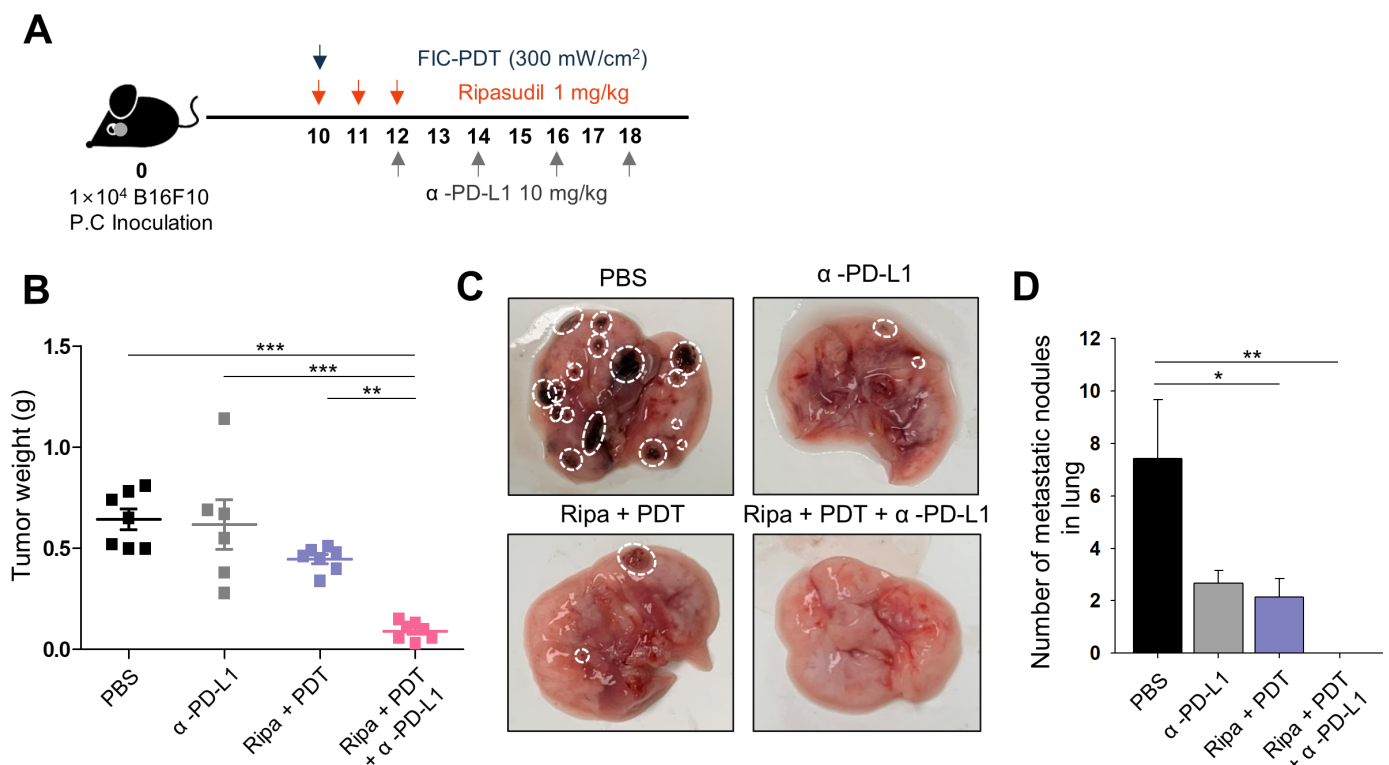 A
FIC-PDT (300 mW/cm²)
Ripasudil 1 mg/kg
10 11 12 13 14 15 16 17 18
0
α -PD-L1 10 mg/kg
1×10⁴ B16F10
P.C Inoculation
B
Tumor weight (g)
1.5
1.0
0.5
0.0
***
***
**
PBS
α -PD-L1
Ripa + PDT
Ripa + PDT
+ α -PD-L1
C
PBS
α -PD-L1
Ripa + PDT
Ripa + PDT + α -PD-L1
D
Number of metastatic nodules
in lung
12
10
8
6
4
2
0
**
*
PBS
α -PD-L1
Ripa + PDT
Ripa + PDT
+ α -PD-L1